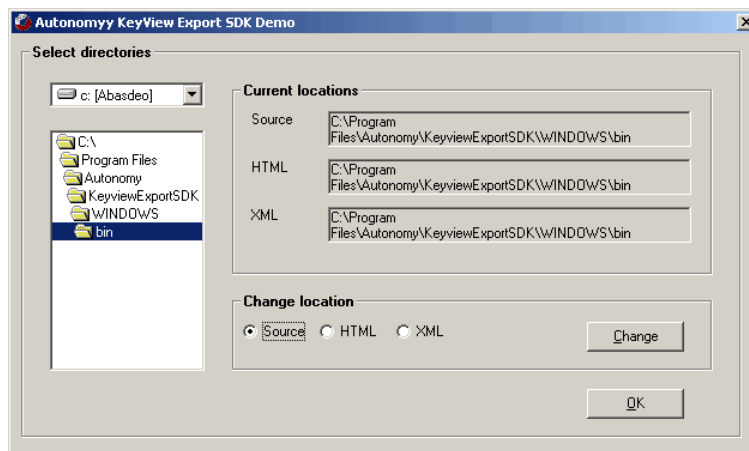 Autonomyy KeyView Export SDK Demo
Select directories
c: [Abasdeo]
C:\
Program Files
Autonomy
KeyviewExportSDK
WINDOWS
bin
Current locations
Source
C:\Program
Files\Autonomy\KeyviewExportSDK\WINDOWS\bin
HTML
C:\Program
Files\Autonomy\KeyviewExportSDK\WINDOWS\bin
XML
C:\Program
Files\Autonomy\KeyviewExportSDK\WINDOWS\bin
Change location
Source HTML XML
Change
OK